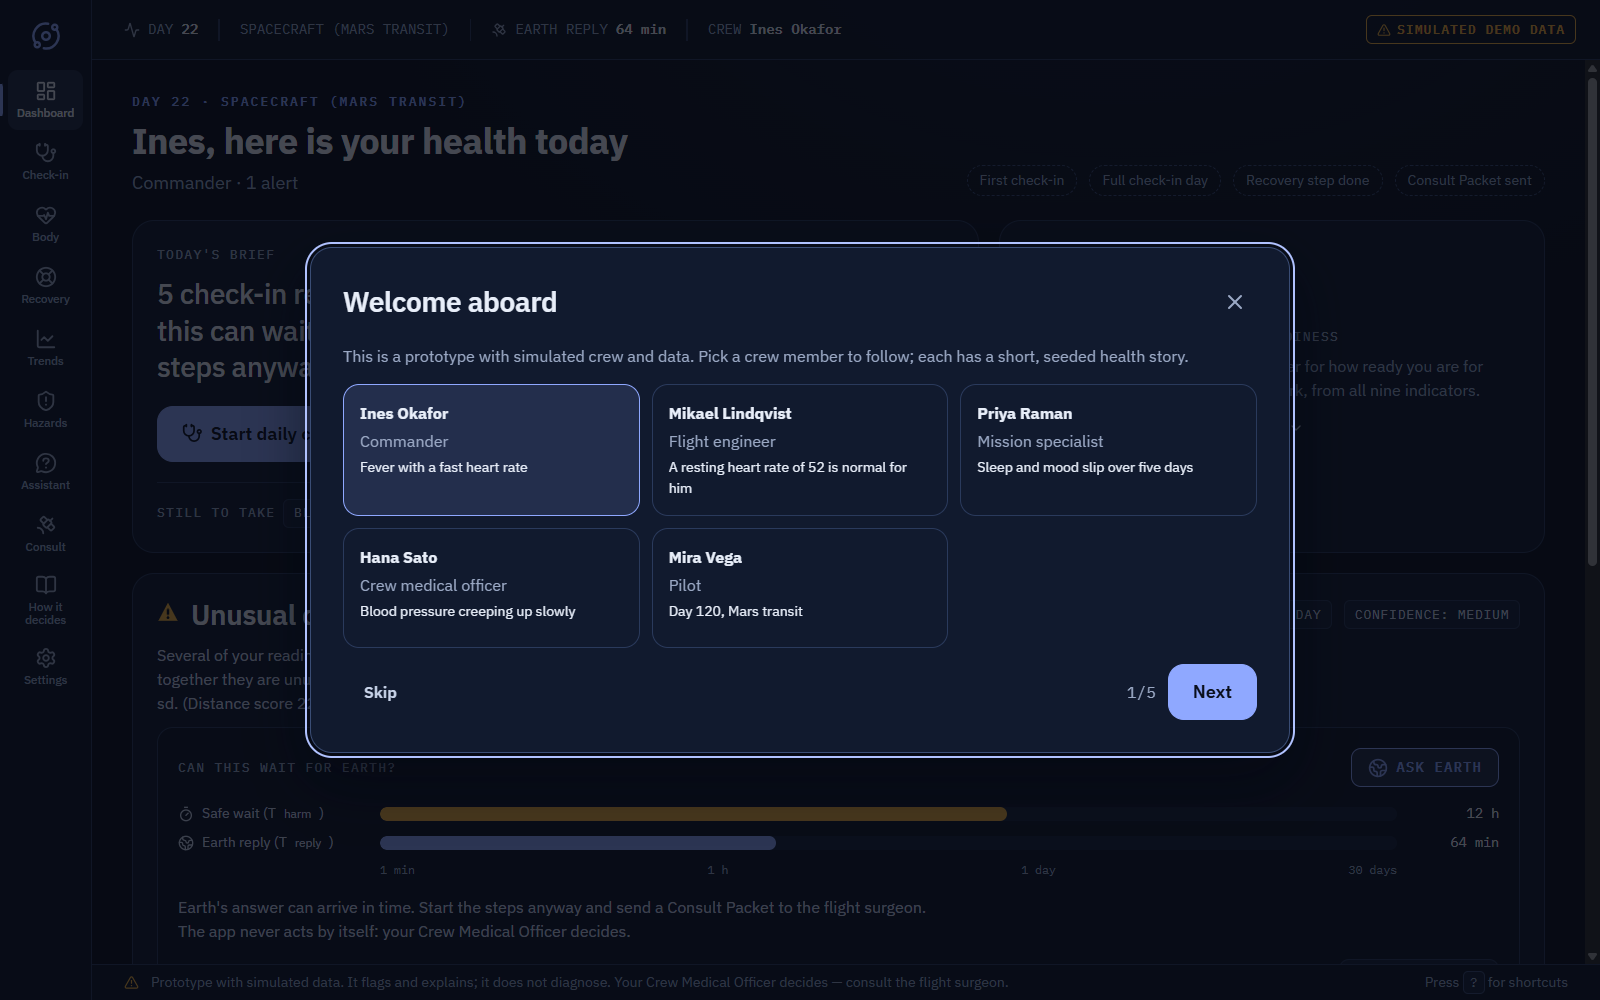 DAY 22
SPACECRAFT (MARS TRANSIT)
EARTH REPLY 64 min
CREW Ines Okafor
SIMULATED DEMO DATA
Dashboard
Check-in
Body
Recovery
Trends
Hazards
Assistant
Consult
How it
decides
Settings
DAY 22 · SPACECRAFT (MARS TRANSIT)
Ines, here is your health today
Commander · 1 alert
First check-in
Full check-in day
Recovery step done
Consult Packet sent
TODAY'S BRIEF
5 check-in
this can wait
steps anyway
Start daily
STILL TO TAKE
for how ready you are for
from all nine indicators.
Welcome aboard
This is a prototype with simulated crew and data. Pick a crew member to follow; each has a short, seeded health story.
Ines Okafor
Commander
Fever with a fast heart rate
Mikael Lindqvist
Flight engineer
A resting heart rate of 52 is normal for
him
Priya Raman
Mission specialist
Sleep and mood slip over five days
Hana Sato
Crew medical officer
Blood pressure creeping up slowly
Mira Vega
Pilot
Day 120, Mars transit
Skip
1/5
Next
Unusual
DAY
CONFIDENCE: MEDIUM
Several of your
together they are
sd. (Distance score
CAN THIS WAIT FOR EARTH?
ASK EARTH
Safe wait (T harm )
12 h
Earth reply (T reply )
64 min
1 min
1 h
1 day
30 days
Earth's answer can arrive in time. Start the steps anyway and send a Consult Packet to the flight surgeon.
The app never acts by itself: your Crew Medical Officer decides.
Prototype with simulated data. It flags and explains; it does not diagnose. Your Crew Medical Officer decides — consult the flight surgeon.
Press ? for shortcuts